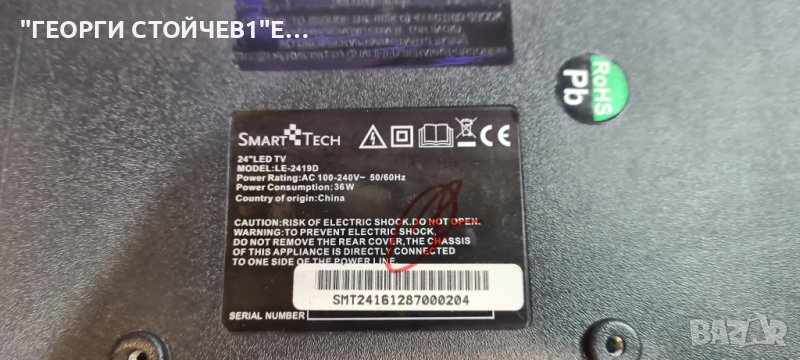 "ГЕОРГИ СТОЙЧЕВ1"Е...
RoHS
Pb
SMART TECH
24"LED TV
MODEL:LE-2419D
Power Rating:AC 100-240V~ 50/60Hz
Power Consumption:36W
Country of origin:China
CAUTION:RISK OF ELECTRIC SHOCK.DO NOT OPEN.
WARNING:TO PREVENT ELECTRIC SHOCK,
DO NOT REMOVE THE REAR COVER,THE CHASSIS
OF THIS APPLIANCE IS DIRECTLY CONNECTED
TO ONE SIDE OF THE POWER LINE.
SMT24161287000204
SERIAL NUMBER
BAZAR